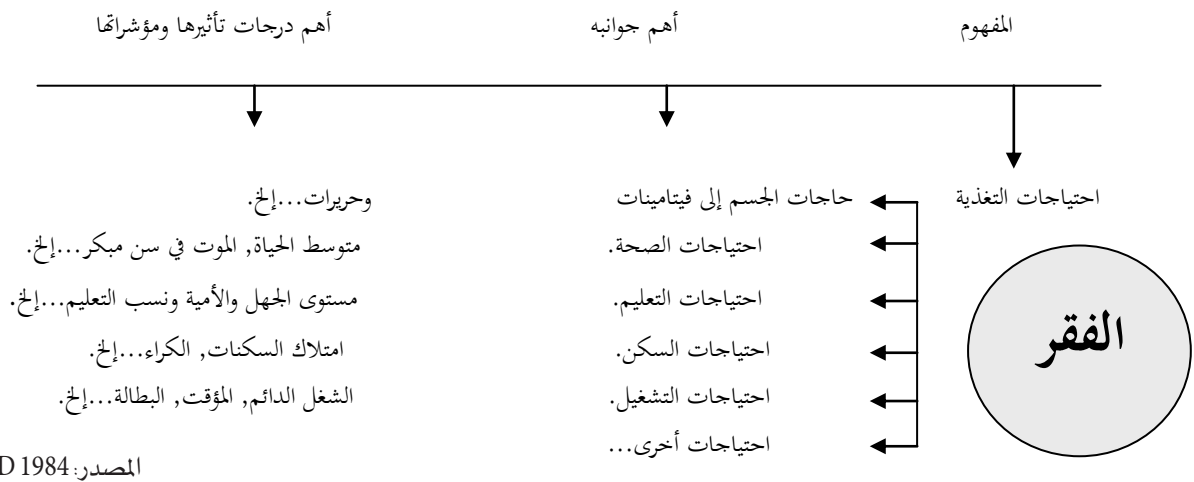 المفهوم أهم جوانبه أهم درجات تأثيرها ومؤشراتها
احتياجات التغذية حاجات الجسم إلى فيتامينات وحريرات...إلخ.
احتياجات الصحة. متوسط الحياة, الموت في سن مبكر...إلخ.
احتياجات التعليم. مستوى الجهل والأمية ونسب التعليم...إلخ.
الفقر
احتياجات السكن. امتلاك السكنات, الكراء...إلخ.
احتياجات التشغيل. الشغل الدائم, المؤقت, البطالة...إلخ.
احتياجات أخرى...
المصدر: D 1984